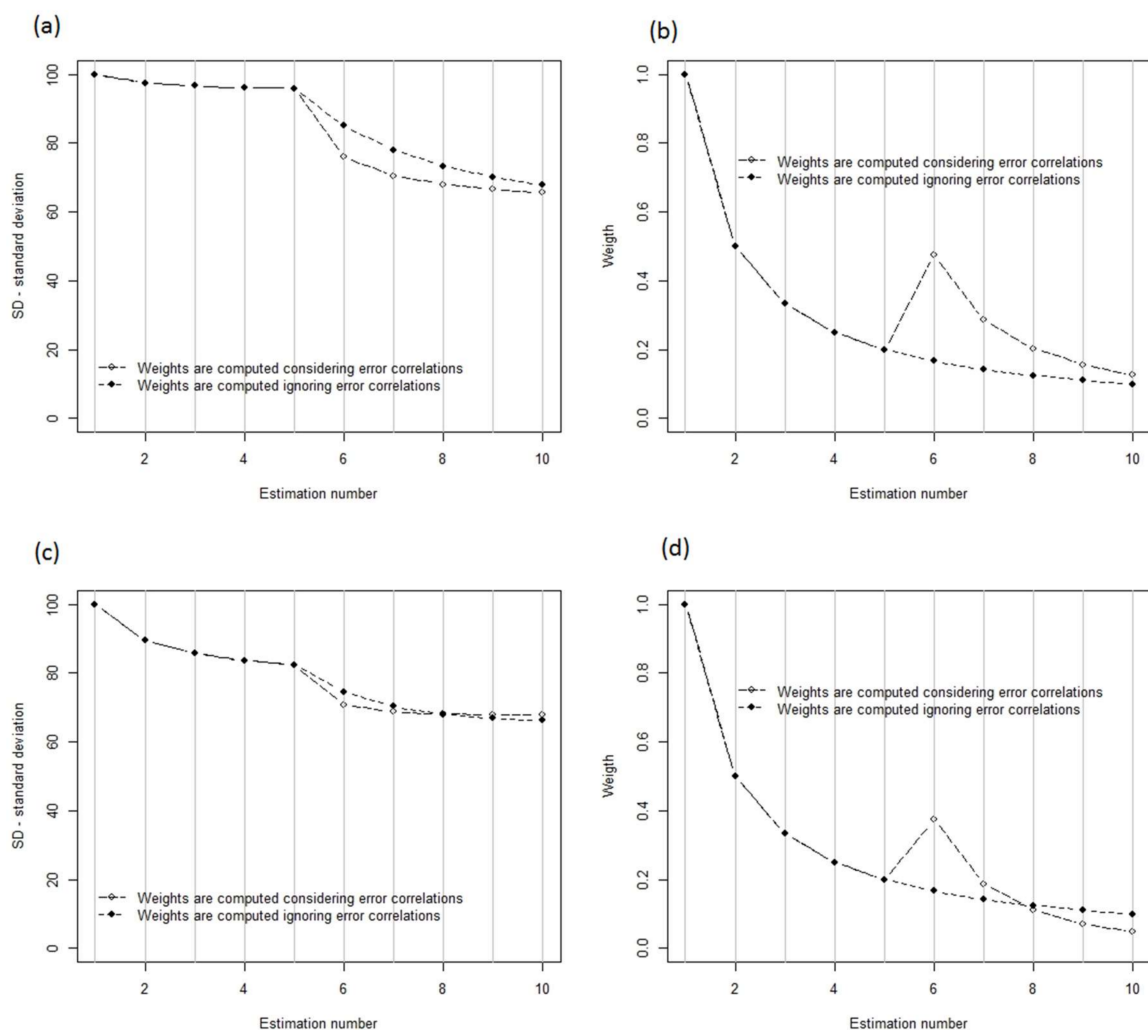 (a)
SD - standard deviation
100
80
60
40
20
0
Weights are computed considering error correlations
Weights are computed ignoring error correlations
2 4 6 8 10
Estimation number
(b)
Weigth
1.0
0.8
0.6
0.4
0.2
0.0
Weights are computed considering error correlations
Weights are computed ignoring error correlations
2 4 6 8 10
Estimation number
(c)
SD - standard deviation
100
80
60
40
20
0
Weights are computed considering error correlations
Weights are computed ignoring error correlations
2 4 6 8 10
Estimation number
(d)
Weigth
1.0
0.8
0.6
0.4
0.2
0.0
Weights are computed considering error correlations
Weights are computed ignoring error correlations
2 4 6 8 10
Estimation number